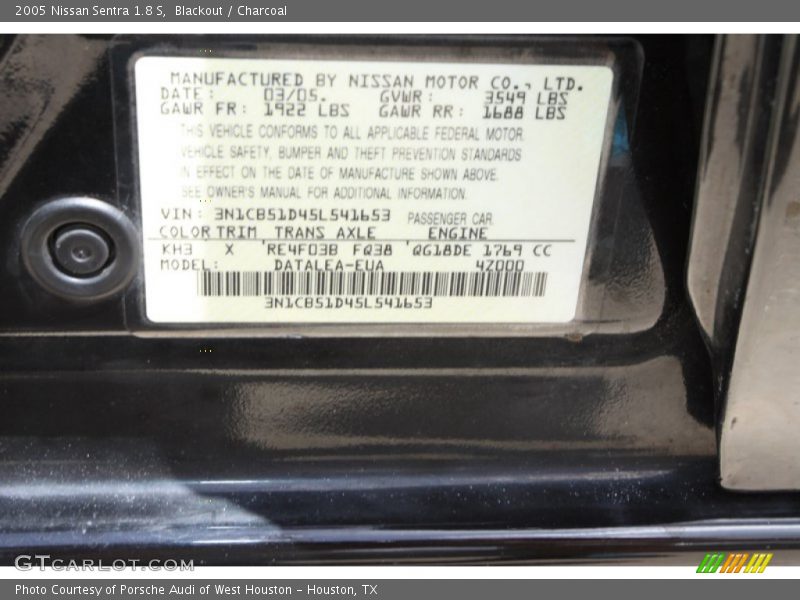 2005 Nissan Sentra 1.8 S, Blackout / Charcoal
MANUFACTURED BY NISSAN MOTOR CO., LTD.
DATE: 03/05. GVWR: 3549 LBS
GAWR FR: 1922 LBS GAWR RR: 1688 LBS
THIS VEHICLE CONFORMS TO ALL APPLICABLE FEDERAL MOTOR
VEHICLE SAFETY, BUMPER AND THEFT PREVENTION STANDARDS
IN EFFECT ON THE DATE OF MANUFACTURE SHOWN ABOVE.
SEE OWNER'S MANUAL FOR ADDITIONAL INFORMATION.
VIN: 3N1CB51D45L541653 PASSENGER CAR
COLOR TRIM TRANS AXLE ENGINE
KH3 X RE4F03B FQ38 QG18DE 1769 CC
MODEL: DATALEA-EUA 4Z000
3N1CB51D45L541653
GTCARLOT.COM
Photo Courtesy of Porsche Audi of West Houston - Houston, TX